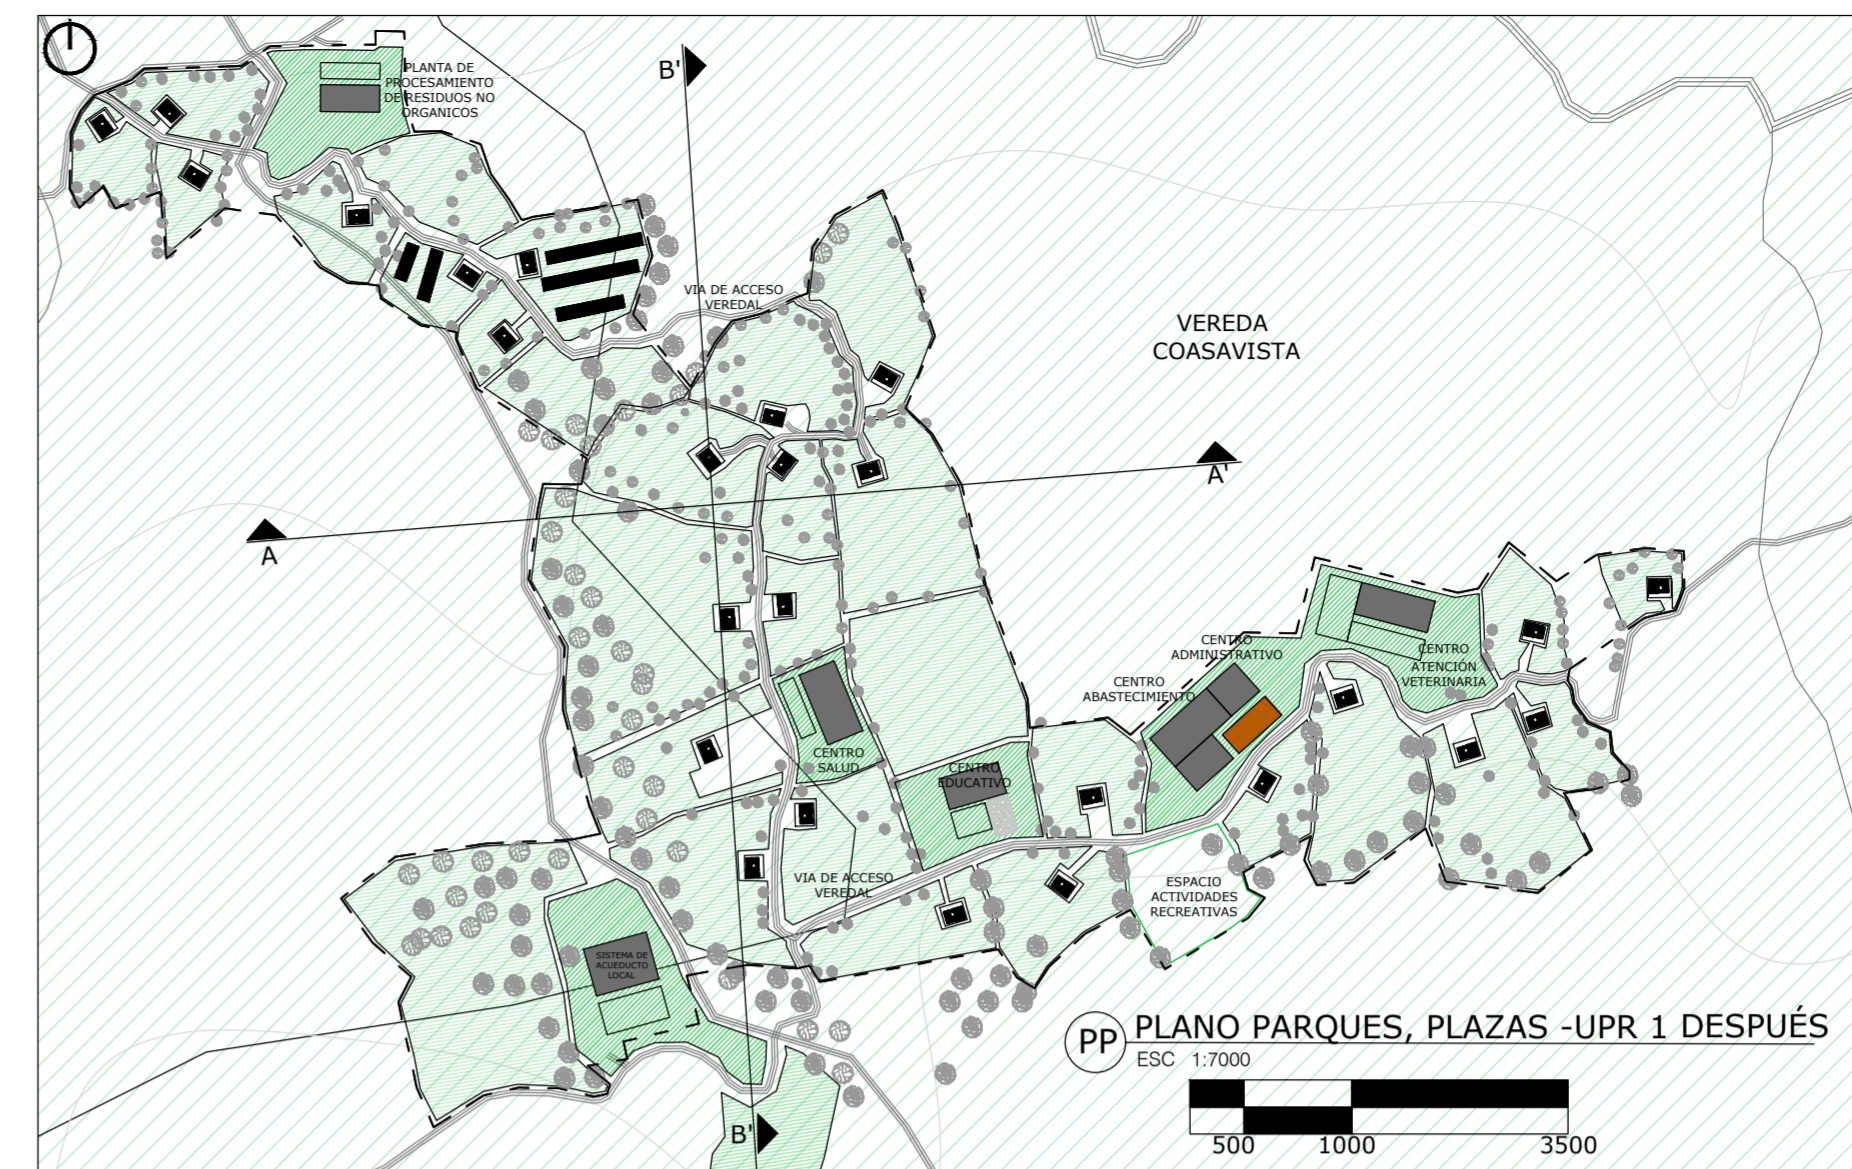 PLANTA DE
PROCESAMIENTO
DE RESIDUOS NO
ORGANICOS
B'
VIA DE ACCESO
VEREDAL
VEREDA
COASAVISTA
A'
A
CENTRO
ADMINISTRATIVO
CENTRO
ABASTECIMIENTO
CENTRO
ATENCIÓN
VETERINARIA
CENTRO
SALUD
CENTRO
EDUCATIVO
VIA DE ACCESO
VEREDAL
ESPACIO
ACTIVIDADES
RECREATIVAS
SISTEMA DE
ACUEDUCTO
LOCAL
B'
PP
PLANO PARQUES, PLAZAS -UPR 1 DESPUÉS
ESC 1:7000
500 1000 3500